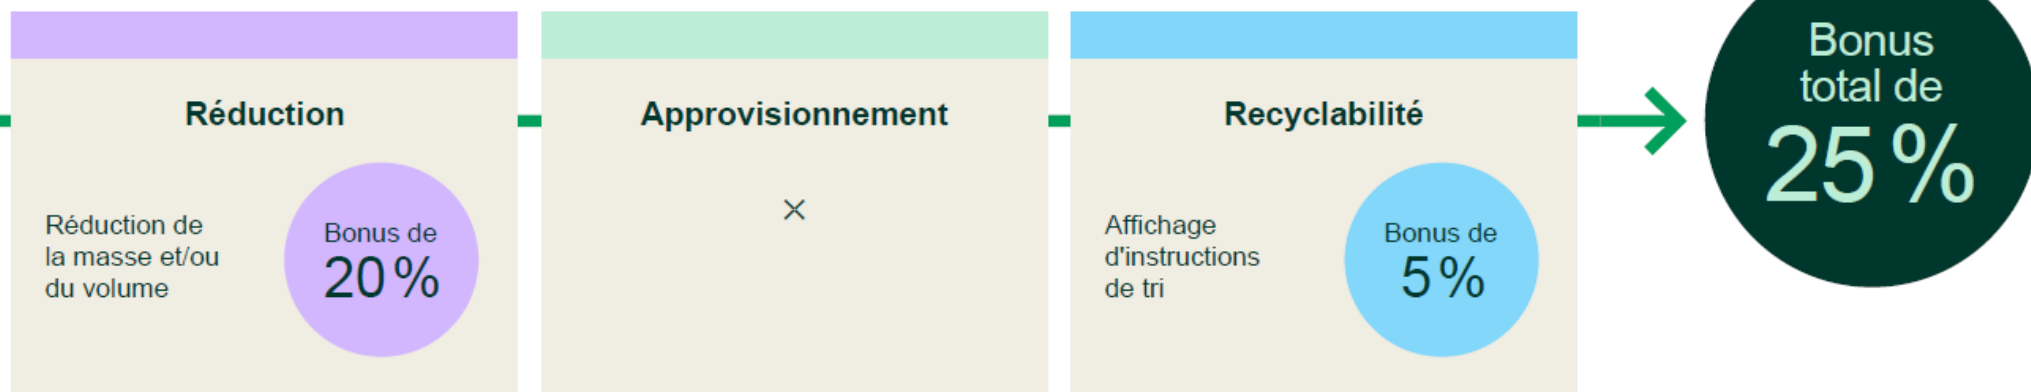 Réduction
Réduction de
la masse et/ou
du volume
Bonus de
20 %
Approvisionnement
×
Recyclabilité
Affichage
d'instructions
de tri
Bonus de
5 %
Bonus
total de
25 %